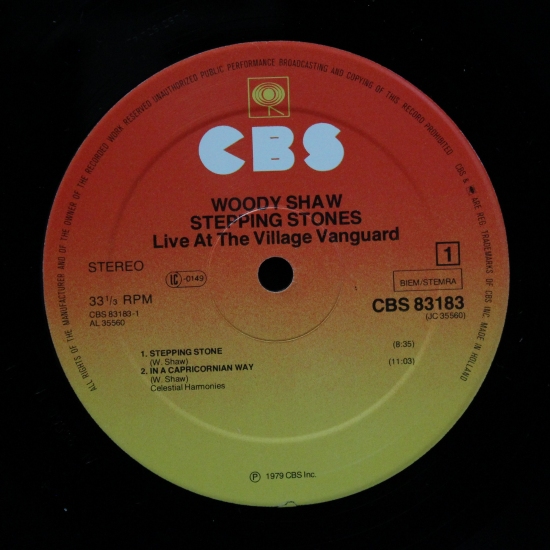 ALL RIGHTS OF THE MANUFACTURER AND OF THE OWNER OF THE RECORDED WORK RESERVED UNAUTHORIZED PUBLIC PERFORMANCE BROADCASTING AND COPYING OF THIS RECORD PROHIBITED
CBS & ARE REG. TRADEMARKS OF CBS INC. MADE IN HOLLAND
CBS
WOODY SHAW
STEPPING STONES
Live At The Village Vanguard
STEREO
LC -0149
1
BIEM/STEMRA
33 1/3 RPM
CBS 83183
CBS 83183-1
(JC 35560)
AL 35560
1. STEPPING STONE (8:35)
(W. Shaw)
2. IN A CAPRICORNIAN WAY (11:03)
(W. Shaw)
Celestial Harmonies
℗ 1979 CBS Inc.